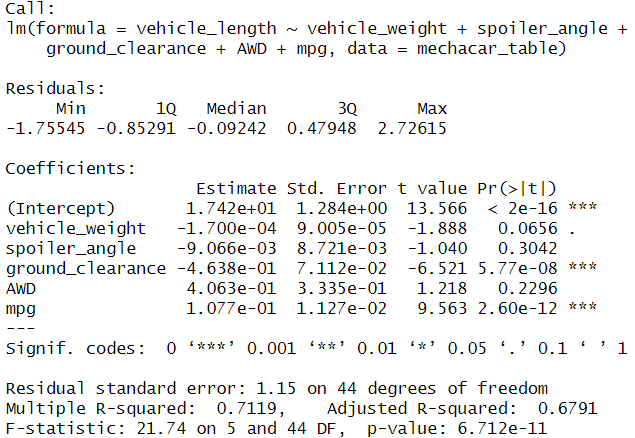 Call:
lm(formula = vehicle_length ~ vehicle_weight + spoiler_angle +
    ground_clearance + AWD + mpg, data = mechacar_table)

Residuals:
     Min       1Q   Median       3Q      Max
-1.75545 -0.85291 -0.09242  0.47948  2.72615

Coefficients:
                   Estimate Std. Error t value Pr(>|t|)
(Intercept)       1.742e+01  1.284e+00  13.566  < 2e-16 ***
vehicle_weight   -1.700e-04  9.005e-05  -1.888   0.0656 .
spoiler_angle    -9.066e-03  8.721e-03  -1.040   0.3042
ground_clearance -4.638e-01  7.112e-02  -6.521 5.77e-08 ***
AWD               4.063e-01  3.335e-01   1.218   0.2296
mpg               1.077e-01  1.127e-02   9.563 2.60e-12 ***
---
Signif. codes:  0 ‘***’ 0.001 ‘**’ 0.01 ‘*’ 0.05 ‘.’ 0.1 ‘ ’ 1

Residual standard error: 1.15 on 44 degrees of freedom
Multiple R-squared:  0.7119,    Adjusted R-squared:  0.6791
F-statistic: 21.74 on 5 and 44 DF,  p-value: 6.712e-11